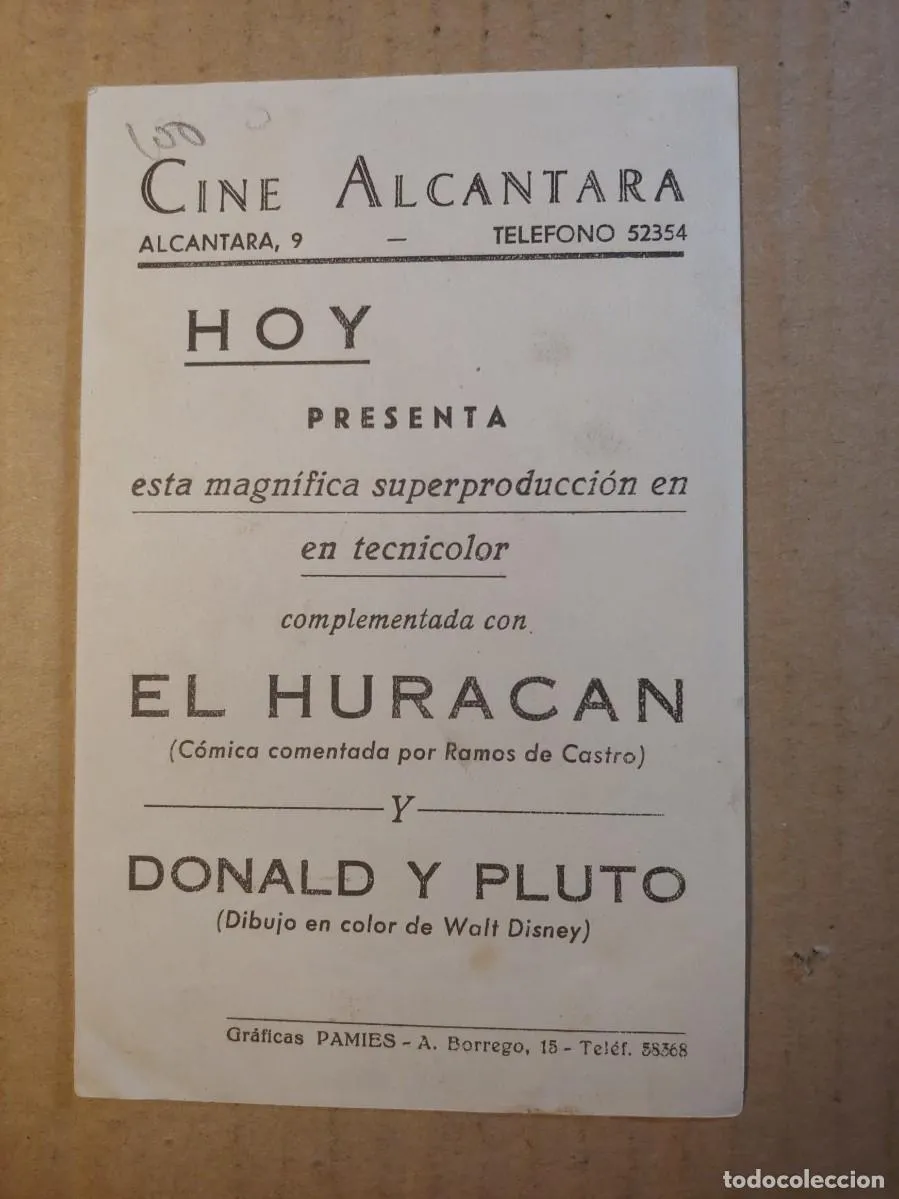 CINE ALCANTARA
ALCANTARA, 9 — TELEFONO 52354
HOY
PRESENTA
esta magnífica superproducción en
en tecnicolor
complementada con
EL HURACAN
(Cómica comentada por Ramos de Castro)
Y
DONALD Y PLUTO
(Dibujo en color de Walt Disney)
Gráficas PAMIES - A. Borrego, 15 - Teléf. 58368
todocoleccion